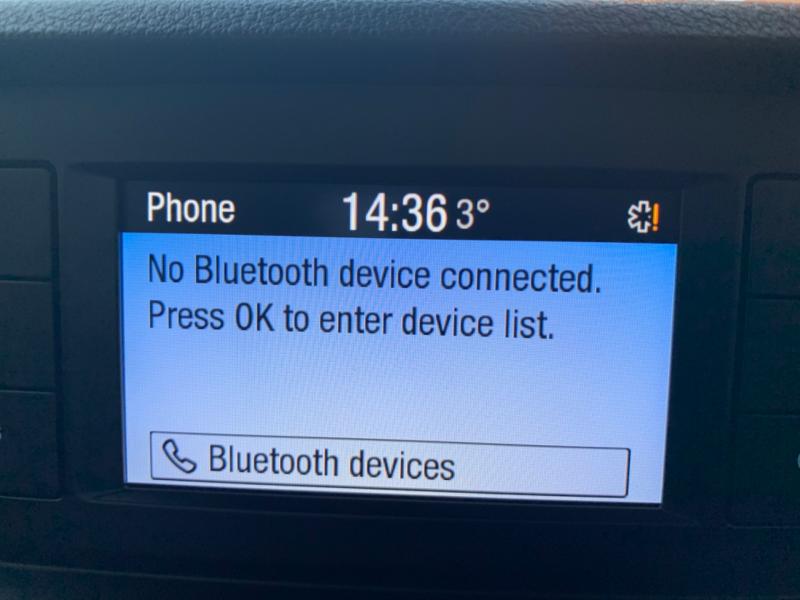 Phone 14:36 3°
No Bluetooth device connected.
Press OK to enter device list.
Bluetooth devices